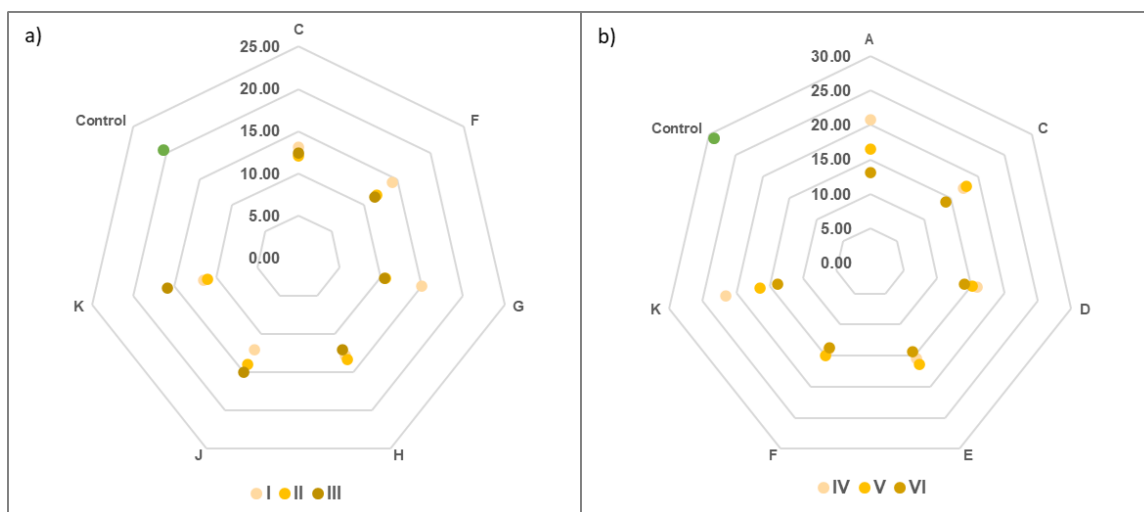 a)
C
25.00
20.00
15.00
10.00
5.00
0.00
Control
F
K
G
J
H
I II III
b)
A
30.00
25.00
20.00
15.00
10.00
5.00
0.00
Control
C
K
D
F
E
IV V VI